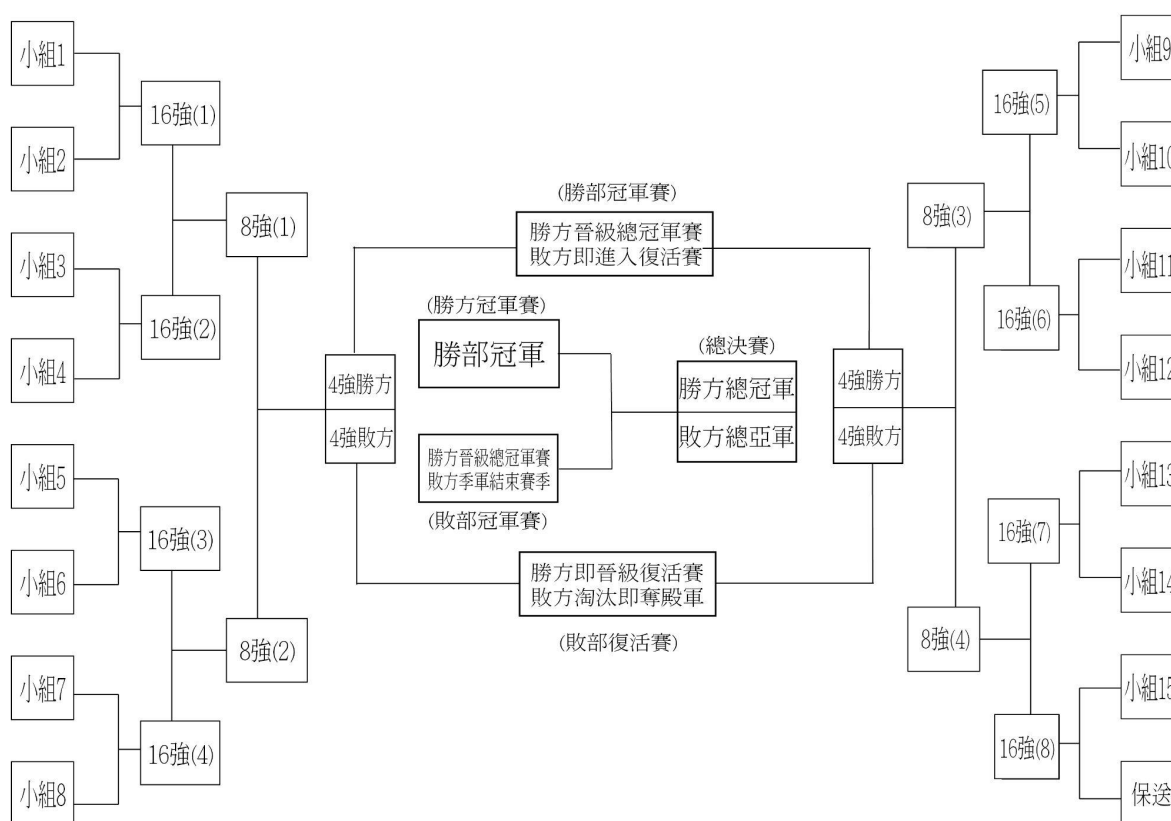 小組1
小組2
小組3
小組4
小組5
小組6
小組7
小組8
16強(1)
16強(2)
16強(3)
16強(4)
8強(1)
8強(2)
4強勝方
4強敗方
(勝部冠軍賽)
勝方晉級總冠軍賽
敗方即進入復活賽
(勝方冠軍賽)
勝部冠軍
勝方晉級總冠軍賽
敗方季軍結束賽季
(敗部冠軍賽)
(總決賽)
勝方總冠軍
敗方總亞軍
勝方即晉級復活賽
敗方淘汰即奪殿軍
(敗部復活賽)
4強勝方
4強敗方
8強(3)
8強(4)
16強(5)
16強(6)
16強(7)
16強(8)
小組9
小組10
小組11
小組12
小組13
小組14
小組15
保送